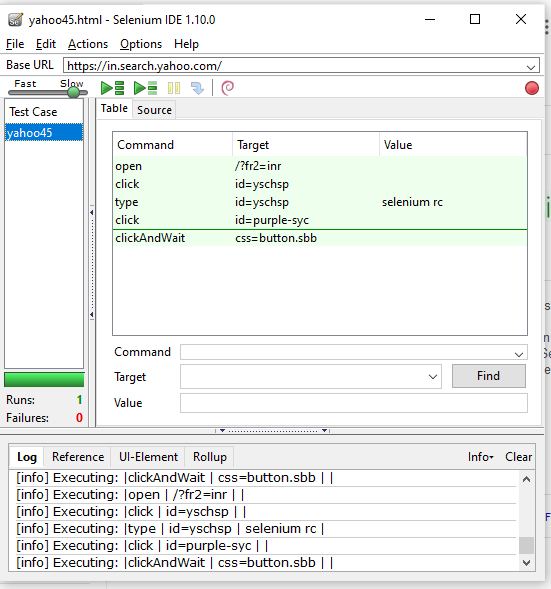 yahoo45.html - Selenium IDE 1.10.0
File Edit Actions Options Help
Base URL https://in.search.yahoo.com/
Fast Slow
Test Case
yahoo45
Table Source
Command Target Value
open /?fr2=inr
click id=yschsp
type id=yschsp selenium rc
click id=purple-syc
clickAndWait css=button.sbb
Command
Target Find
Value
Runs: 1
Failures: 0
Log Reference UI-Element Rollup Info Clear
[info] Executing: |clickAndWait | css=button.sbb | |
[info] Executing: |open | /?fr2=inr | |
[info] Executing: |click | id=yschsp | |
[info] Executing: |type | id=yschsp | selenium rc |
[info] Executing: |click | id=purple-syc | |
[info] Executing: |clickAndWait | css=button.sbb | |